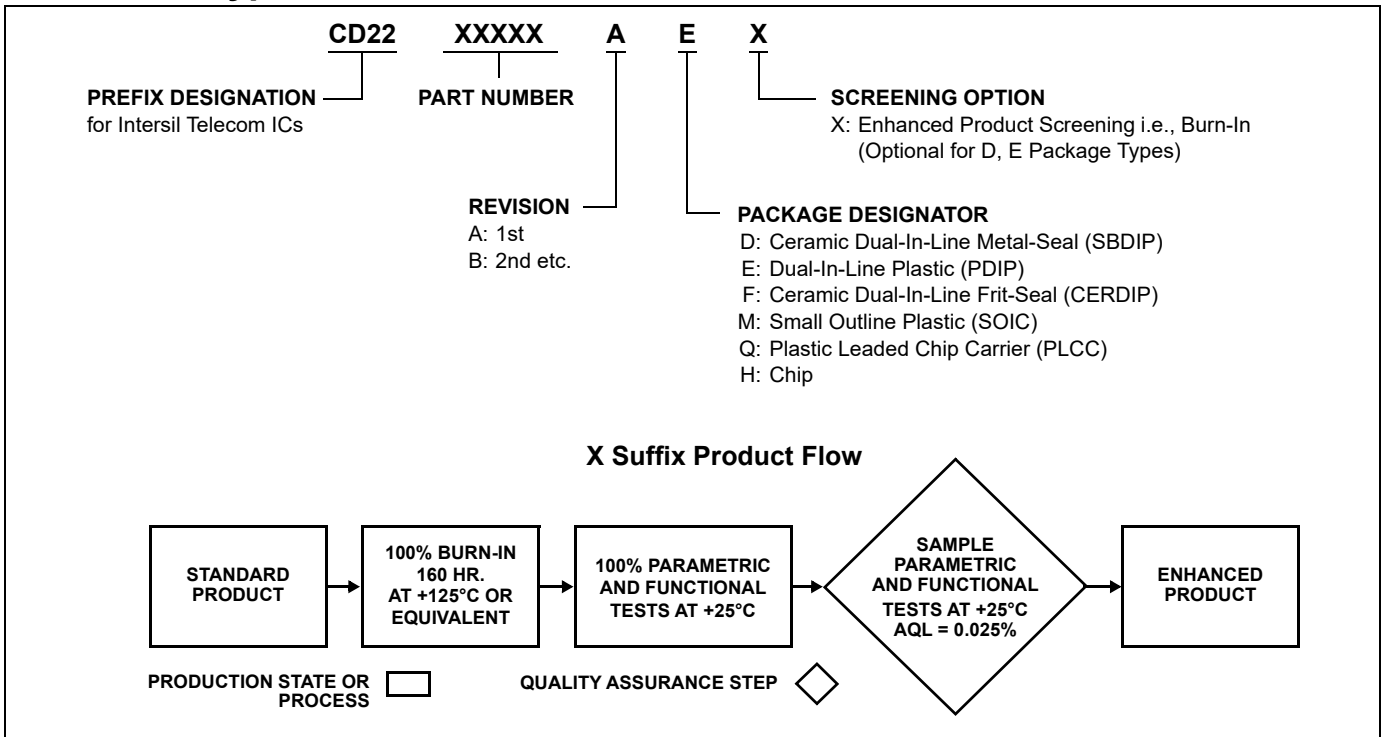 CD22 XXXXX A E X
PREFIX DESIGNATION
for Intersil Telecom ICs
PART NUMBER
SCREENING OPTION
X: Enhanced Product Screening i.e., Burn-In
(Optional for D, E Package Types)
REVISION
A: 1st
B: 2nd etc.
PACKAGE DESIGNATOR
D: Ceramic Dual-In-Line Metal-Seal (SBDIP)
E: Dual-In-Line Plastic (PDIP)
F: Ceramic Dual-In-Line Frit-Seal (CERDIP)
M: Small Outline Plastic (SOIC)
Q: Plastic Leaded Chip Carrier (PLCC)
H: Chip
X Suffix Product Flow
STANDARD
PRODUCT
100% BURN-IN
160 HR.
AT +125°C OR
EQUIVALENT
100% PARAMETRIC
AND FUNCTIONAL
TESTS AT +25°C
SAMPLE
PARAMETRIC
AND FUNCTIONAL
TESTS AT +25°C
AQL = 0.025%
ENHANCED
PRODUCT
PRODUCTION STATE OR
PROCESS
QUALITY ASSURANCE STEP